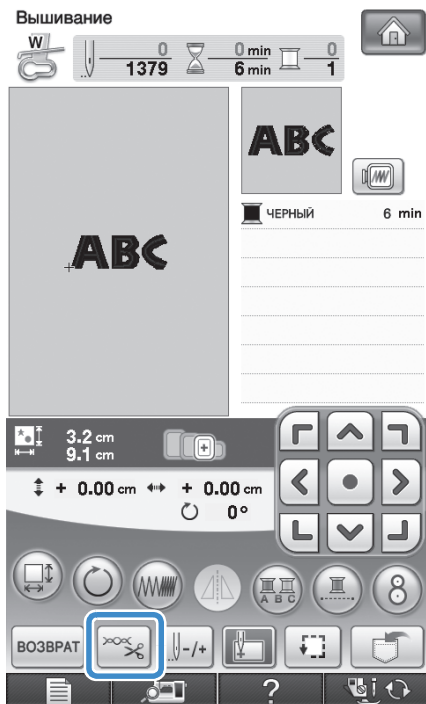 Вышивание
W
0 0 min 0
1379 6 min 1
ABC
ABC
ЧЕРНЫЙ 6 min
3.2 cm
9.1 cm
+ 0.00 cm + 0.00 cm
0°
A B C
8
ВОЗВРАТ -/+
?